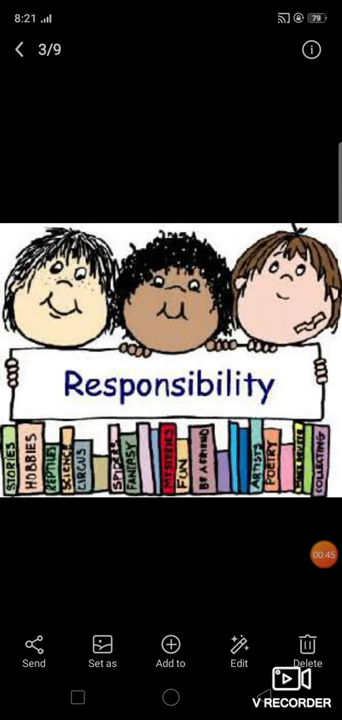 8:21
79
3/9
Responsibility
STORIES
HOBBIES
REPTILES
SCIENCE
CIRCUS
SPIDERS
FANTASY
MYSTERIES
FUN
BE A FRIEND
ARTISTS
POETRY
COLLECTING
00:45
Send Set as Add to Edit Delete
V RECORDER